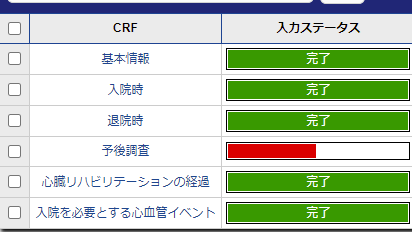 CRF 入力ステータス
基本情報 完了
入院時 完了
退院時 完了
予後調査
心臓リハビリテーションの経過 完了
入院を必要とする心血管イベント 完了